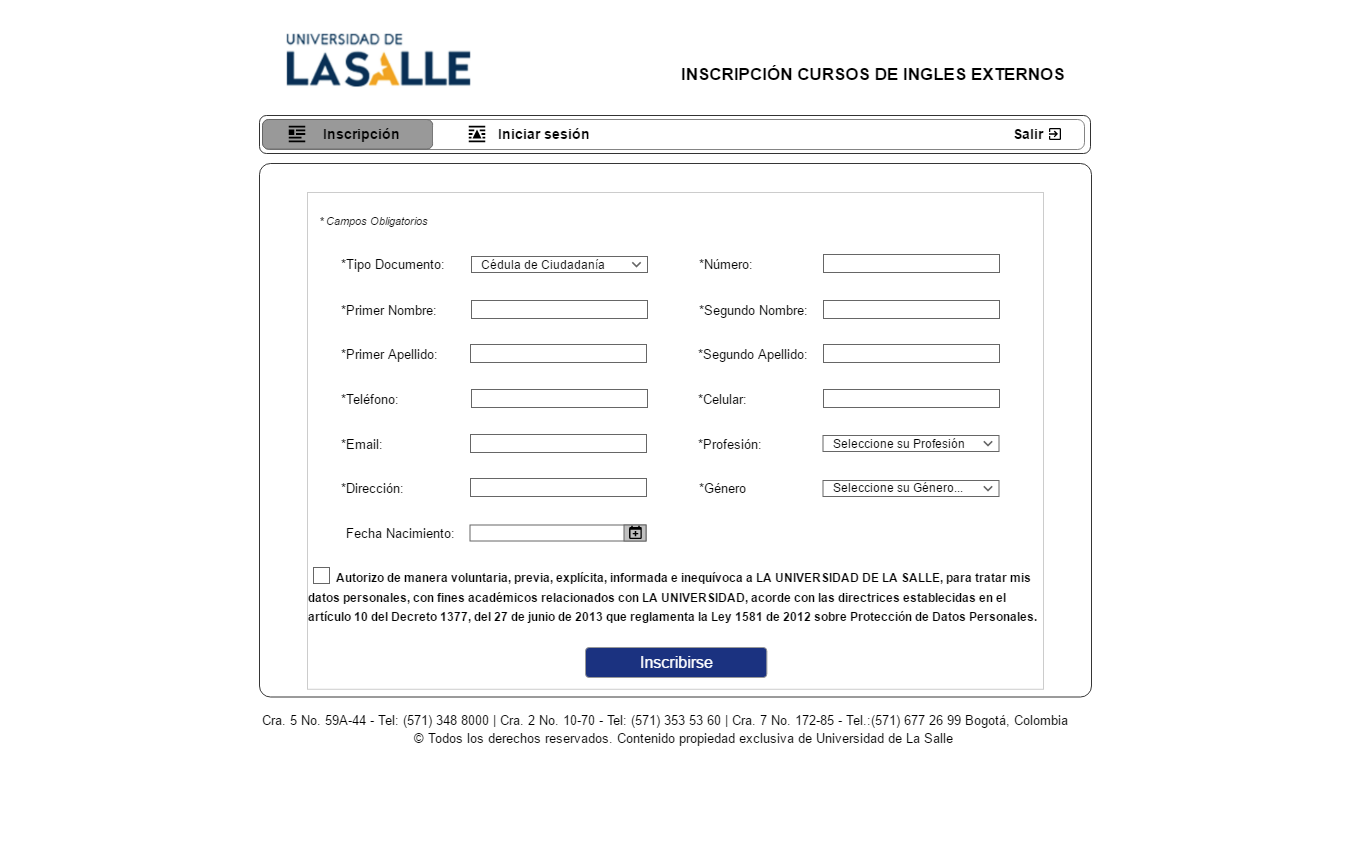 UNIVERSIDAD DE
LASALLE
INSCRIPCIÓN CURSOS DE INGLES EXTERNOS
Inscripción Iniciar sesión Salir
* Campos Obligatorios
*Tipo Documento: Cédula de Ciudadanía *Número:
*Primer Nombre: *Segundo Nombre:
*Primer Apellido: *Segundo Apellido:
*Teléfono: *Celular:
*Email: *Profesión: Seleccione su Profesión
*Dirección: *Género Seleccione su Género...
Fecha Nacimiento:
Autorizo de manera voluntaria, previa, explícita, informada e inequívoca a LA UNIVERSIDAD DE LA SALLE, para tratar mis
datos personales, con fines académicos relacionados con LA UNIVERSIDAD, acorde con las directrices establecidas en el
artículo 10 del Decreto 1377, del 27 de junio de 2013 que reglamenta la Ley 1581 de 2012 sobre Protección de Datos Personales.
Inscribirse
Cra. 5 No. 59A-44 - Tel: (571) 348 8000 | Cra. 2 No. 10-70 - Tel: (571) 353 53 60 | Cra. 7 No. 172-85 - Tel.:(571) 677 26 99 Bogotá, Colombia
© Todos los derechos reservados. Contenido propiedad exclusiva de Universidad de La Salle